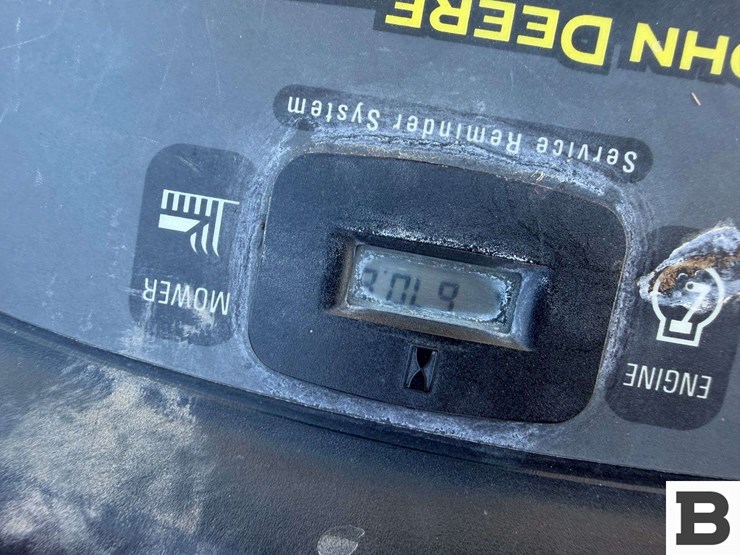 ENGINE
MOWER
Service Reminder System
OHN DEERE
B